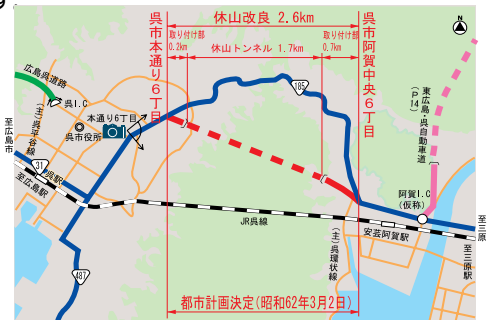 9.
休山改良 2.6km
取り付け部
0.2km
休山トンネル 1.7km
取り付け部
0.7km
呉市本通り6丁目
呉市阿賀中央6丁目
N
広島呉道路
呉I.C
(主)呉平谷線
本通り6丁目
呉市役所
185
東広島・呉自動車道
(P14)
至広島市
31
呉駅
至広島駅
阿賀I.C
(仮称)
至三原
JR呉線
安芸阿賀駅
(主)呉環状線
至三原駅
487
都市計画決定(昭和62年3月2日)